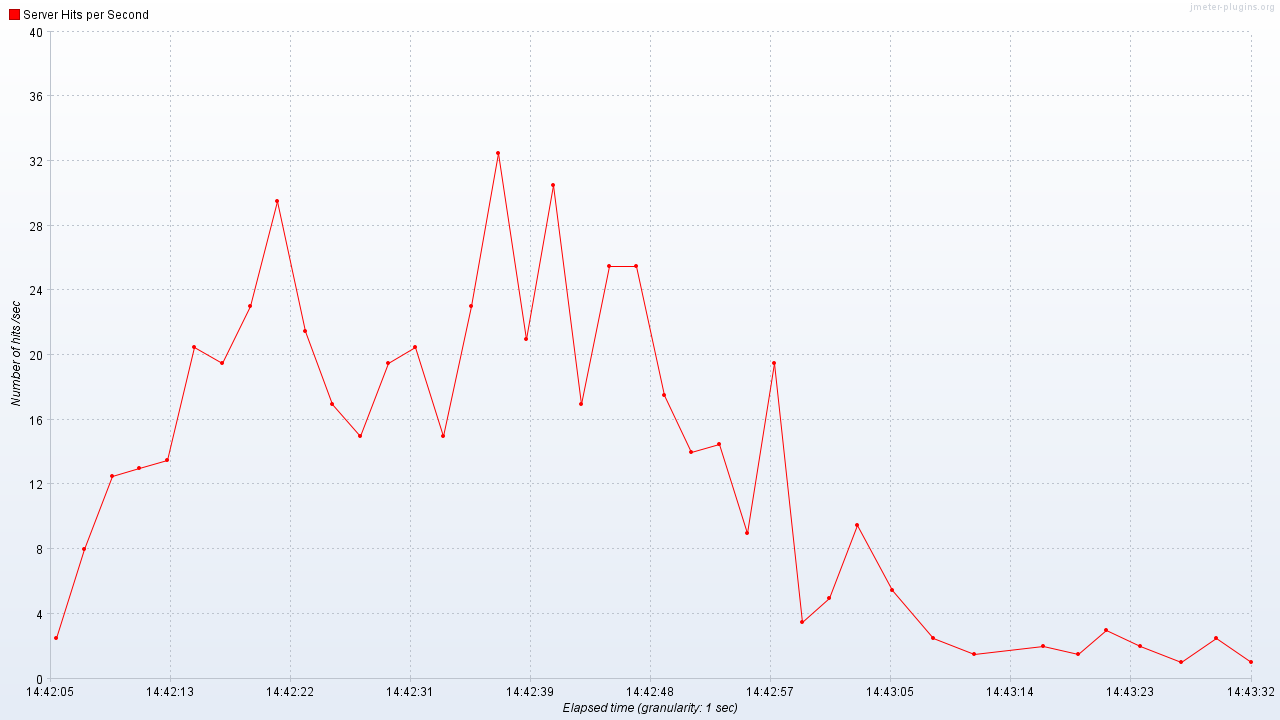 Server Hits per Second
jmeter-plugins.org
40
36
32
28
24
20
16
12
8
4
0
Number of hits /sec
14:42:05 14:42:13 14:42:22 14:42:31 14:42:39 14:42:48 14:42:57 14:43:05 14:43:14 14:43:23 14:43:32
Elapsed time (granularity: 1 sec)